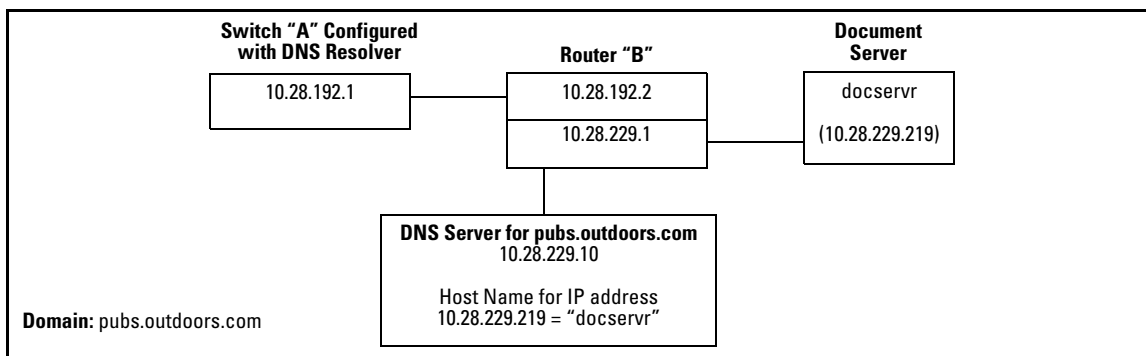 Switch “A” Configured
with DNS Resolver
10.28.192.1
Router “B”
10.28.192.2
10.28.229.1
Document
Server
docservr
(10.28.229.219)
DNS Server for pubs.outdoors.com
10.28.229.10
Host Name for IP address
10.28.229.219 = “docservr”
Domain: pubs.outdoors.com